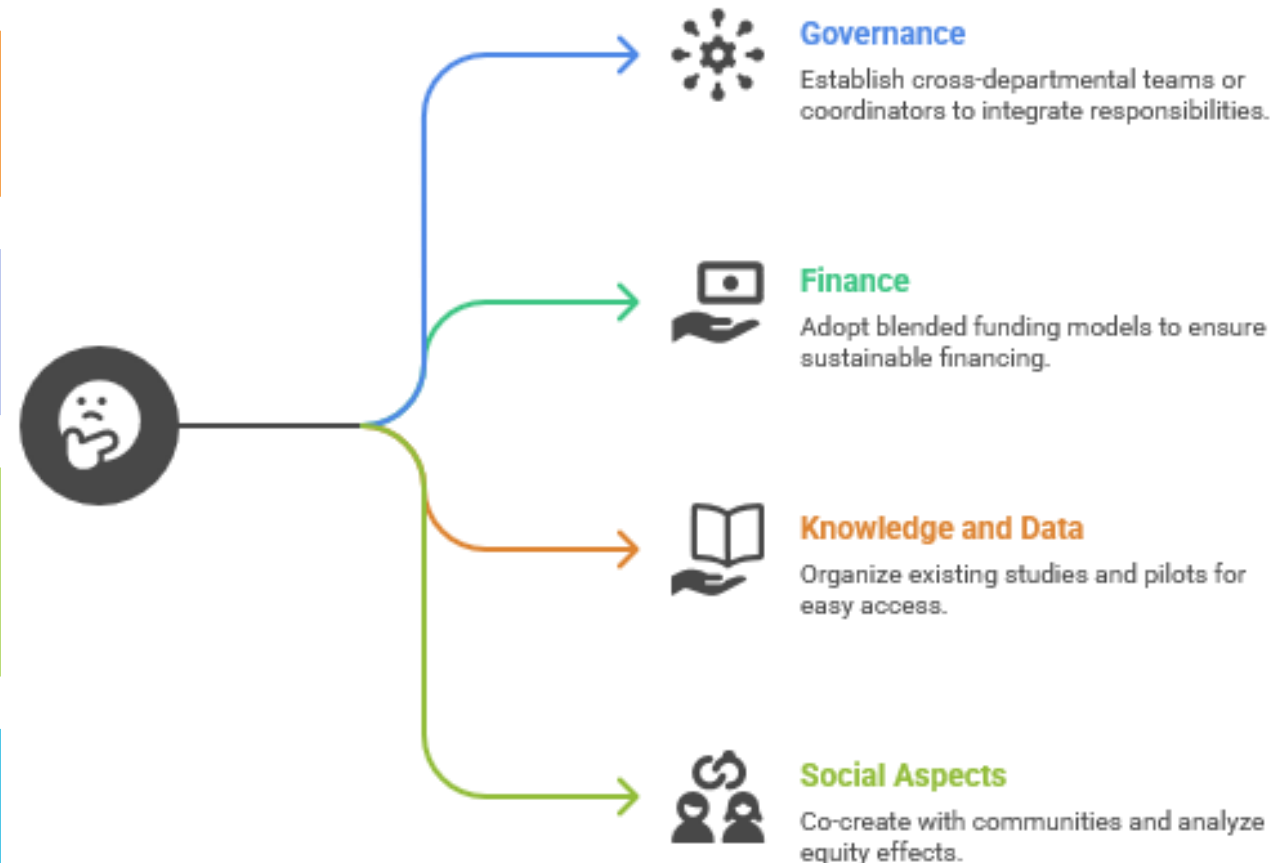 Governance
Establish cross-departmental teams or
coordinators to integrate responsibilities.
Finance
Adopt blended funding models to ensure
sustainable financing.
Knowledge and Data
Organize existing studies and pilots for
easy access.
Social Aspects
Co-create with communities and analyze
equity effects.